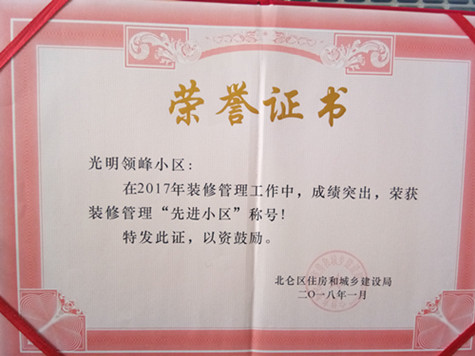 荣誉证书
光明领峰小区:
在2017年装修管理工作中,成绩突出,荣获
装修管理“先进小区”称号!
特发此证,以资鼓励。
北仑区住房和城乡建设局
二〇一八年一月